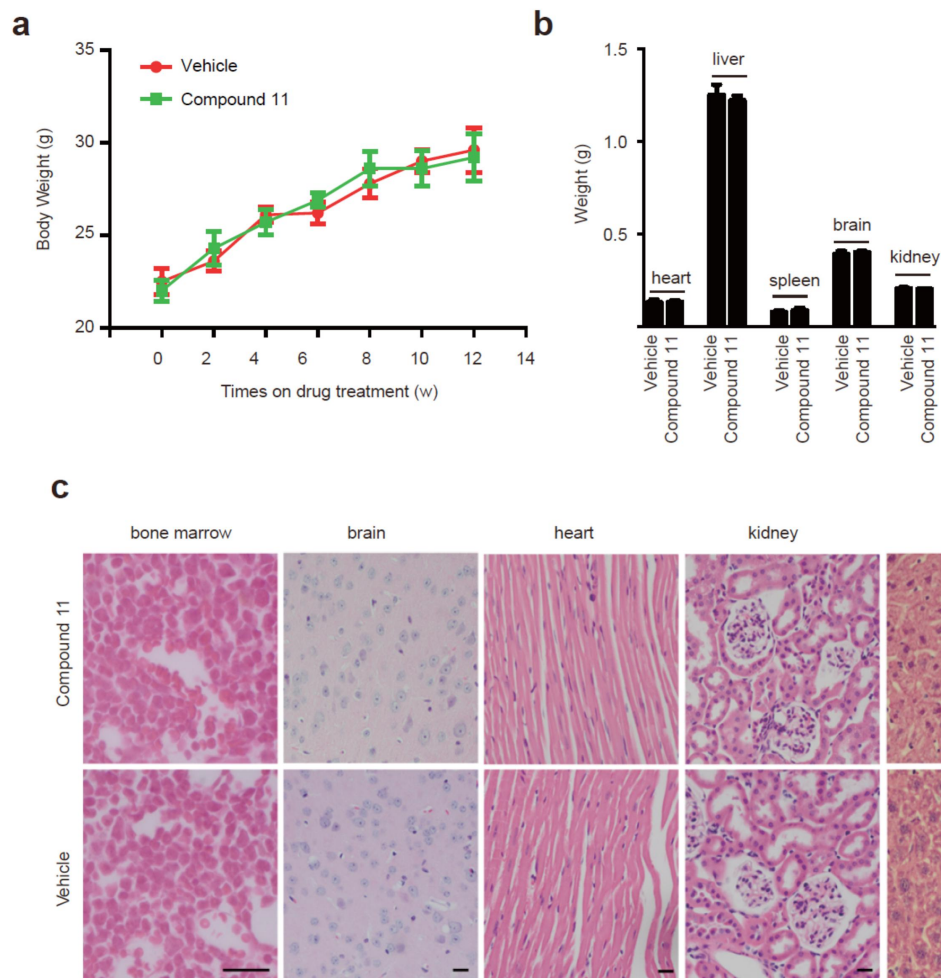 a
35
30
25
20
Body Weight (g)
Vehicle
Compound 11
0 2 4 6 8 10 12 14
Times on drug treatment (w)
b
1.5
1.0
0.5
Weight (g)
heart
liver
spleen
brain
kidney
Vehicle
Compound 11
Vehicle
Compound 11
Vehicle
Compound 11
Vehicle
Compound 11
Vehicle
Compound 11
c
bone marrow brain heart kidney
Compound 11
Vehicle